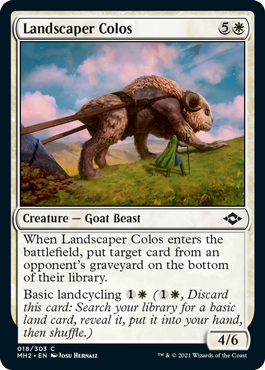 Landscaper Colos 5
Creature — Goat Beast
When Landscaper Colos enters the
battlefield, put target card from an
opponent's graveyard on the bottom
of their library.
Basic landcycling 1 (1, Discard
this card: Search your library for a basic
land card, reveal it, put it into your hand,
then shuffle.)
4/6
018/303 C
MH2 • EN Josu Hernaiz
™ & © 2021 Wizards of the Coast